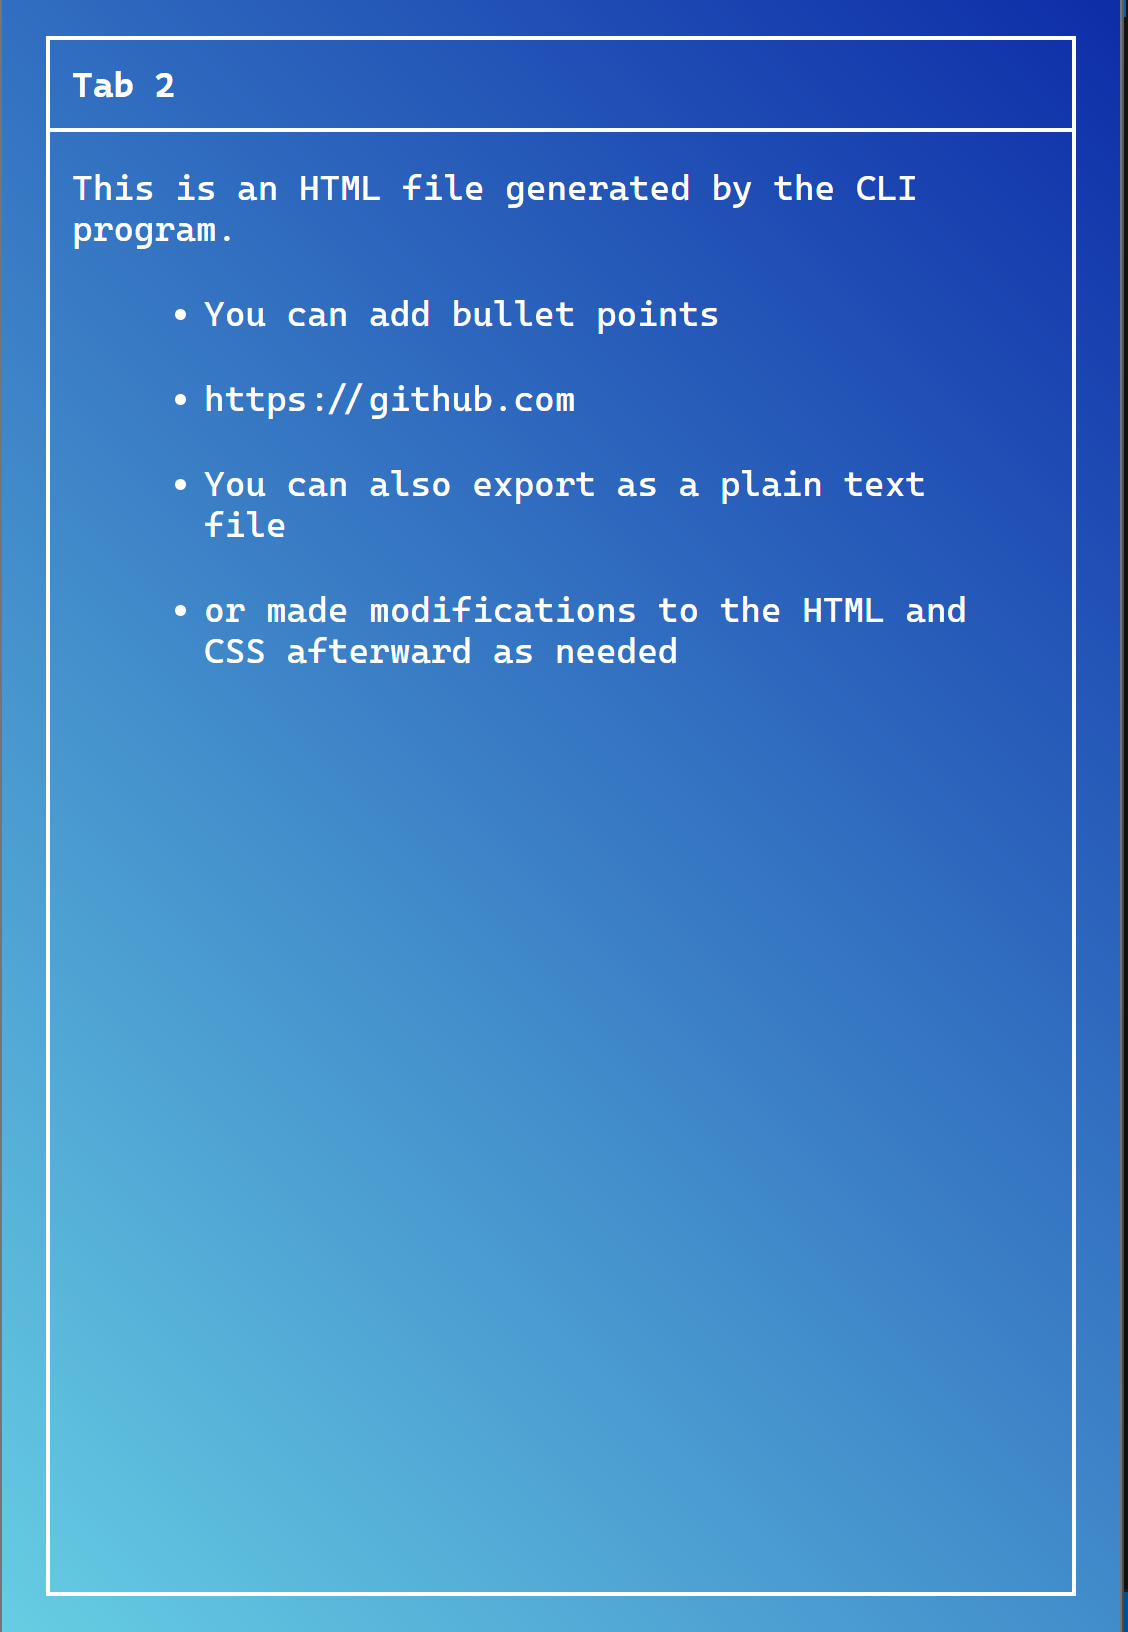 Tab 2
This is an HTML file generated by the CLI
program.
• You can add bullet points
• https://github.com
• You can also export as a plain text
file
• or made modifications to the HTML and
CSS afterward as needed